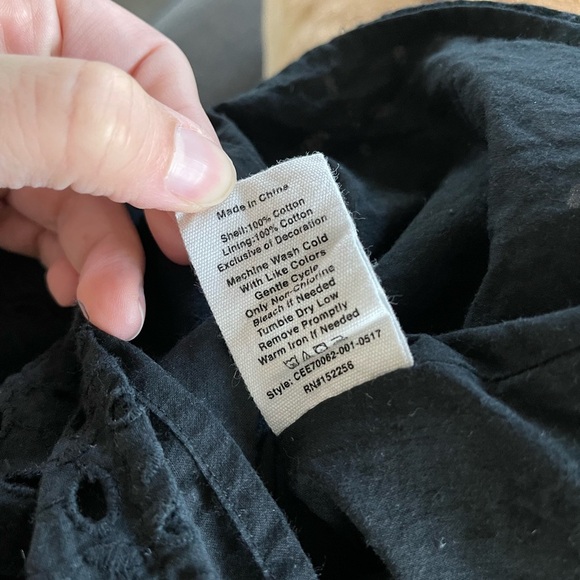 Made in China
Shell:100% Cotton
Lining:100% Cotton
Exclusive of Decoration
Machine Wash Cold
With Like Colors
Gentle Cycle
Only Non-Chlorine
Bleach if Needed
Tumble Dry Low
Remove Promptly
Warm Iron If Needed
Style: CEE70062-001-0517
RN#152256